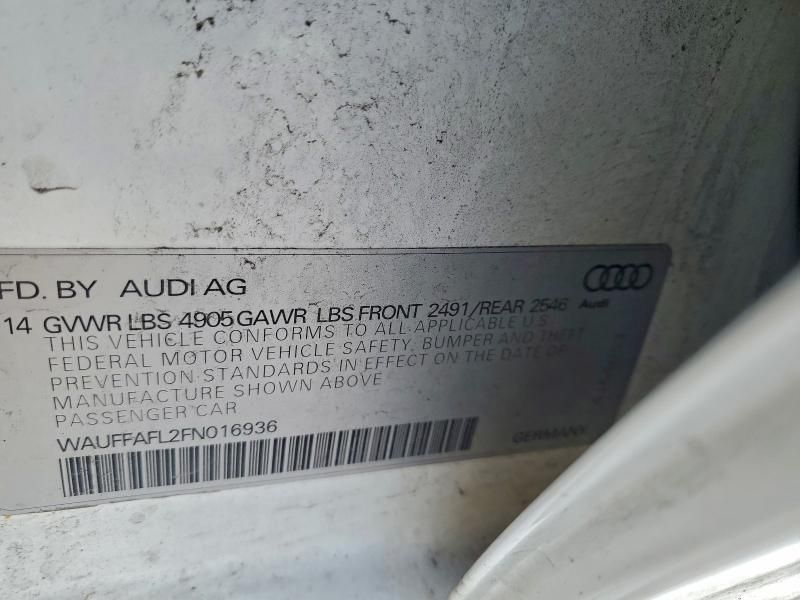 FD. BY AUDI AG
14 GVWR LBS 4905 GAWR LBS FRONT 2491/REAR 2546
Audi
THIS VEHICLE CONFORMS TO ALL APPLICABLE U S
FEDERAL MOTOR VEHICLE SAFETY, BUMPER AND THEFT
PREVENTION STANDARDS IN EFFECT ON THE DATE OF
MANUFACTURE SHOWN ABOVE
PASSENGER CAR
WAUFFAFL2FN016936
GERMANY